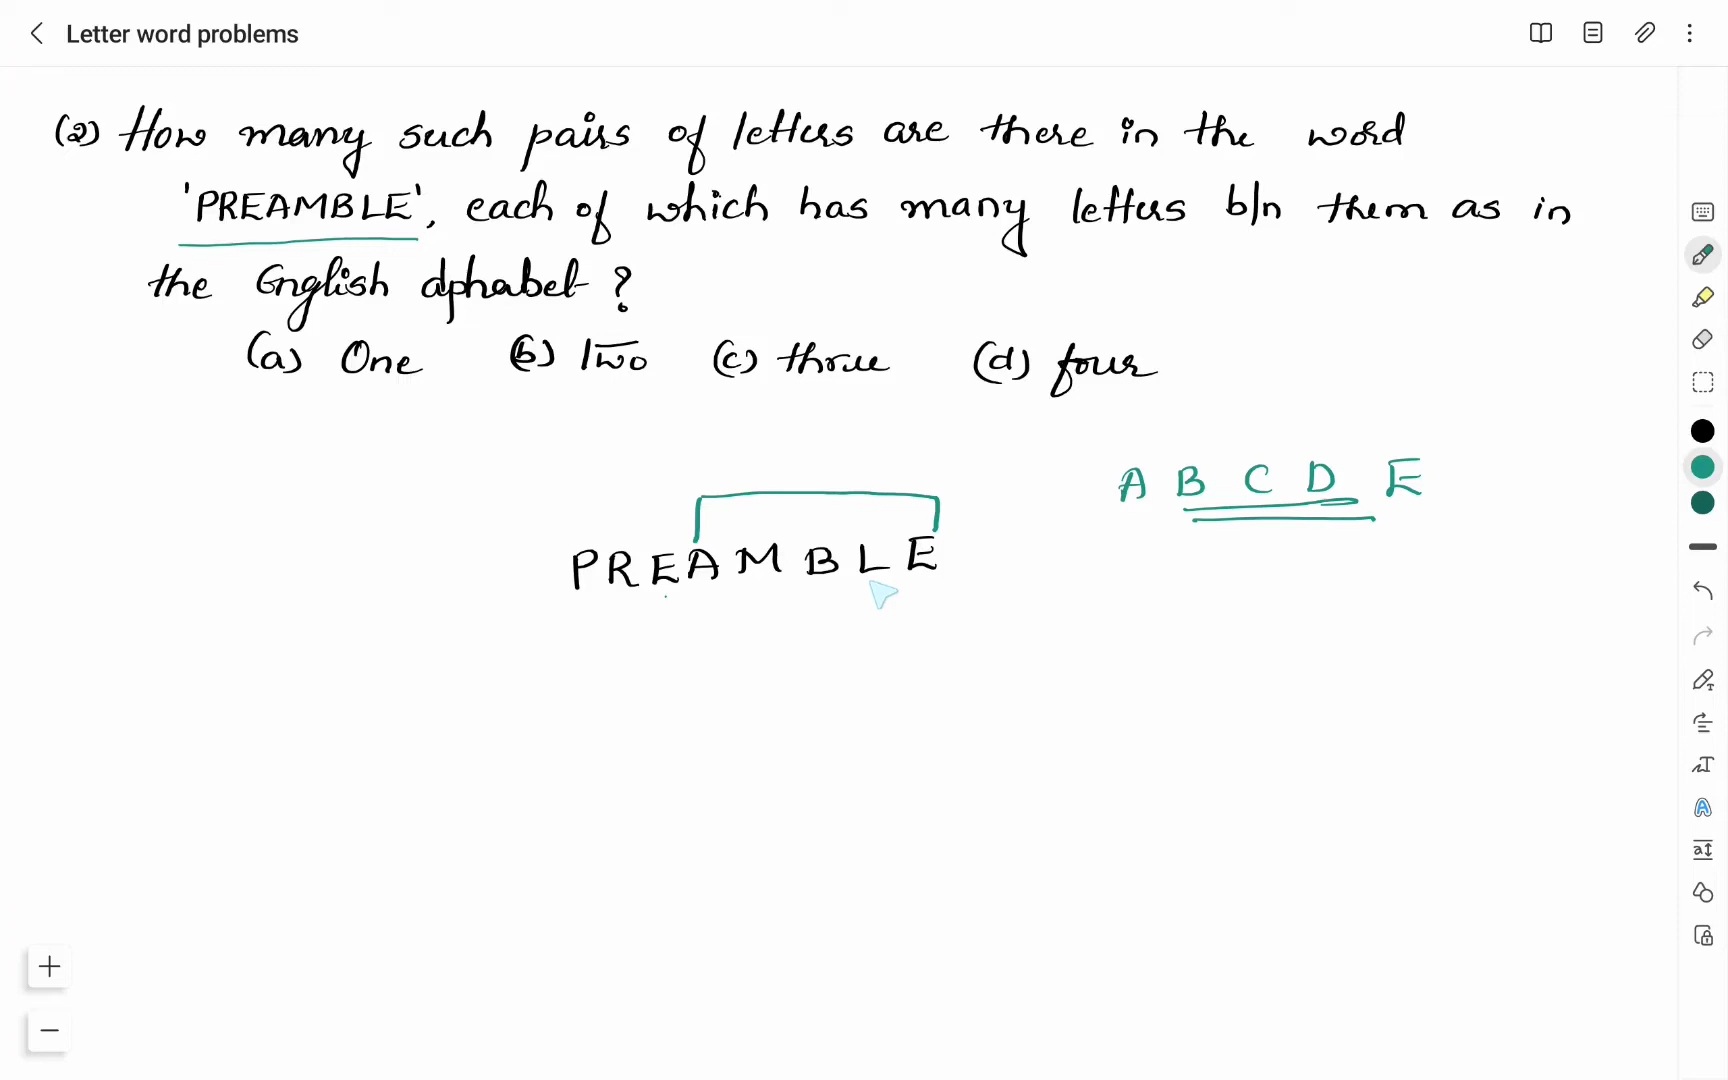 Letter word problems
(2) How many such pairs of letters are there in the word
'PREAMBLE', each of which has many letters b/n them as in
the English alphabet ?
(a) One (b) Two (c) three (d) four
A B C D E
PREAMBLE